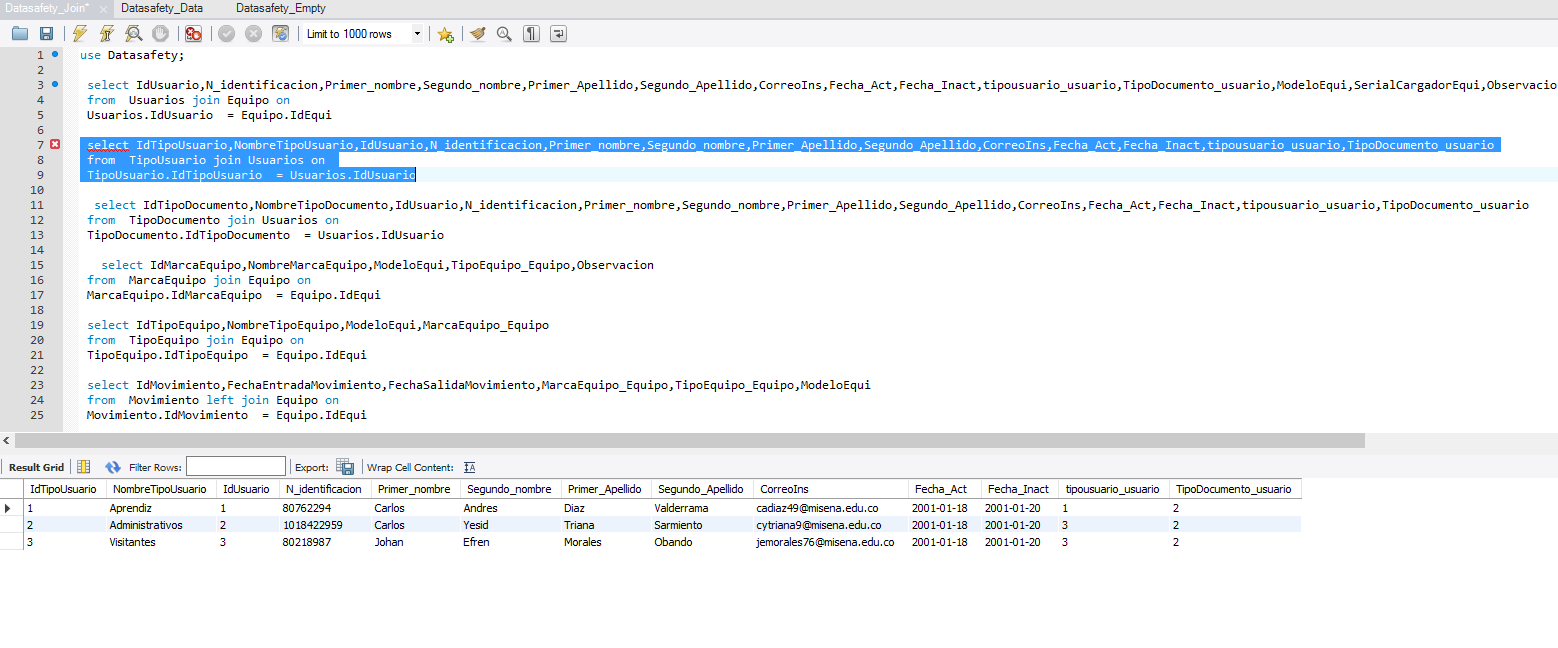 Datasafety_Join* × Datasafety_Data Datasafety_Empty
Limit to 1000 rows
1 use Datasafety;
2
3 select IdUsuario,N_identificacion,Primer_nombre,Segundo_nombre,Primer_Apellido,Segundo_Apellido,CorreoIns,Fecha_Act,Fecha_Inact,tipousuario_usuario,TipoDocumento_usuario,ModeloEqui,SerialCargadorEqui,Observacio
4 from Usuarios join Equipo on
5 Usuarios.IdUsuario = Equipo.IdEqui
6
7 select IdTipoUsuario,NombreTipoUsuario,IdUsuario,N_identificacion,Primer_nombre,Segundo_nombre,Primer_Apellido,Segundo_Apellido,CorreoIns,Fecha_Act,Fecha_Inact,tipousuario_usuario,TipoDocumento_usuario
8 from TipoUsuario join Usuarios on
9 TipoUsuario.IdTipoUsuario = Usuarios.IdUsuario
10
11 select IdTipoDocumento,NombreTipoDocumento,IdUsuario,N_identificacion,Primer_nombre,Segundo_nombre,Primer_Apellido,Segundo_Apellido,CorreoIns,Fecha_Act,Fecha_Inact,tipousuario_usuario,TipoDocumento_usuario
12 from TipoDocumento join Usuarios on
13 TipoDocumento.IdTipoDocumento = Usuarios.IdUsuario
14
15 select IdMarcaEquipo,NombreMarcaEquipo,ModeloEqui,TipoEquipo_Equipo,Observacion
16 from MarcaEquipo join Equipo on
17 MarcaEquipo.IdMarcaEquipo = Equipo.IdEqui
18
19 select IdTipoEquipo,NombreTipoEquipo,ModeloEqui,MarcaEquipo_Equipo
20 from TipoEquipo join Equipo on
21 TipoEquipo.IdTipoEquipo = Equipo.IdEqui
22
23 select IdMovimiento,FechaEntradaMovimiento,FechaSalidaMovimiento,MarcaEquipo_Equipo,TipoEquipo_Equipo,ModeloEqui
24 from Movimiento left join Equipo on
25 Movimiento.IdMovimiento = Equipo.IdEqui
Result Grid Filter Rows: Export: Wrap Cell Content:
IdTipoUsuario NombreTipoUsuario IdUsuario N_identificacion Primer_nombre Segundo_nombre Primer_Apellido Segundo_Apellido CorreoIns Fecha_Act Fecha_Inact tipousuario_usuario TipoDocumento_usuario
1 Aprendiz 1 80762294 Carlos Andres Diaz Valderrama cadiaz49@misena.edu.co 2001-01-18 2001-01-20 1 2
2 Administrativos 2 1018422959 Carlos Yesid Triana Sarmiento cytriana9@misena.edu.co 2001-01-18 2001-01-20 3 2
3 Visitantes 3 80218987 Johan Efren Morales Obando jemorales76@misena.edu.co 2001-01-18 2001-01-20 3 2